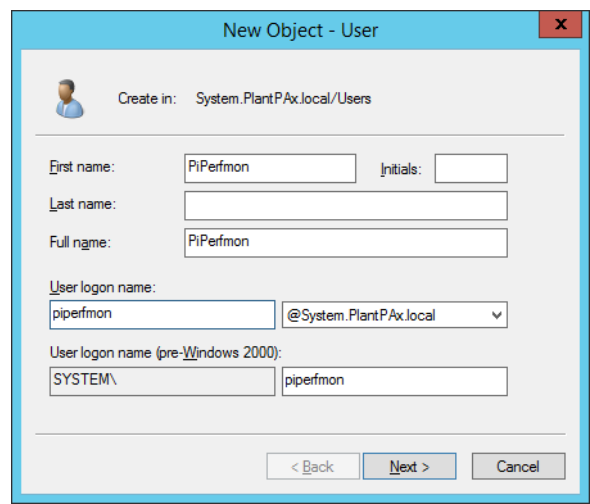 New Object - User
x
Create in: System.PlantPAx.local/Users
First name: PiPerfmon Initials:
Last name:
Full name: PiPerfmon
User logon name:
piperfmon @System.PlantPAx.local
User logon name (pre-Windows 2000):
SYSTEM\ piperfmon
< Back Next > Cancel